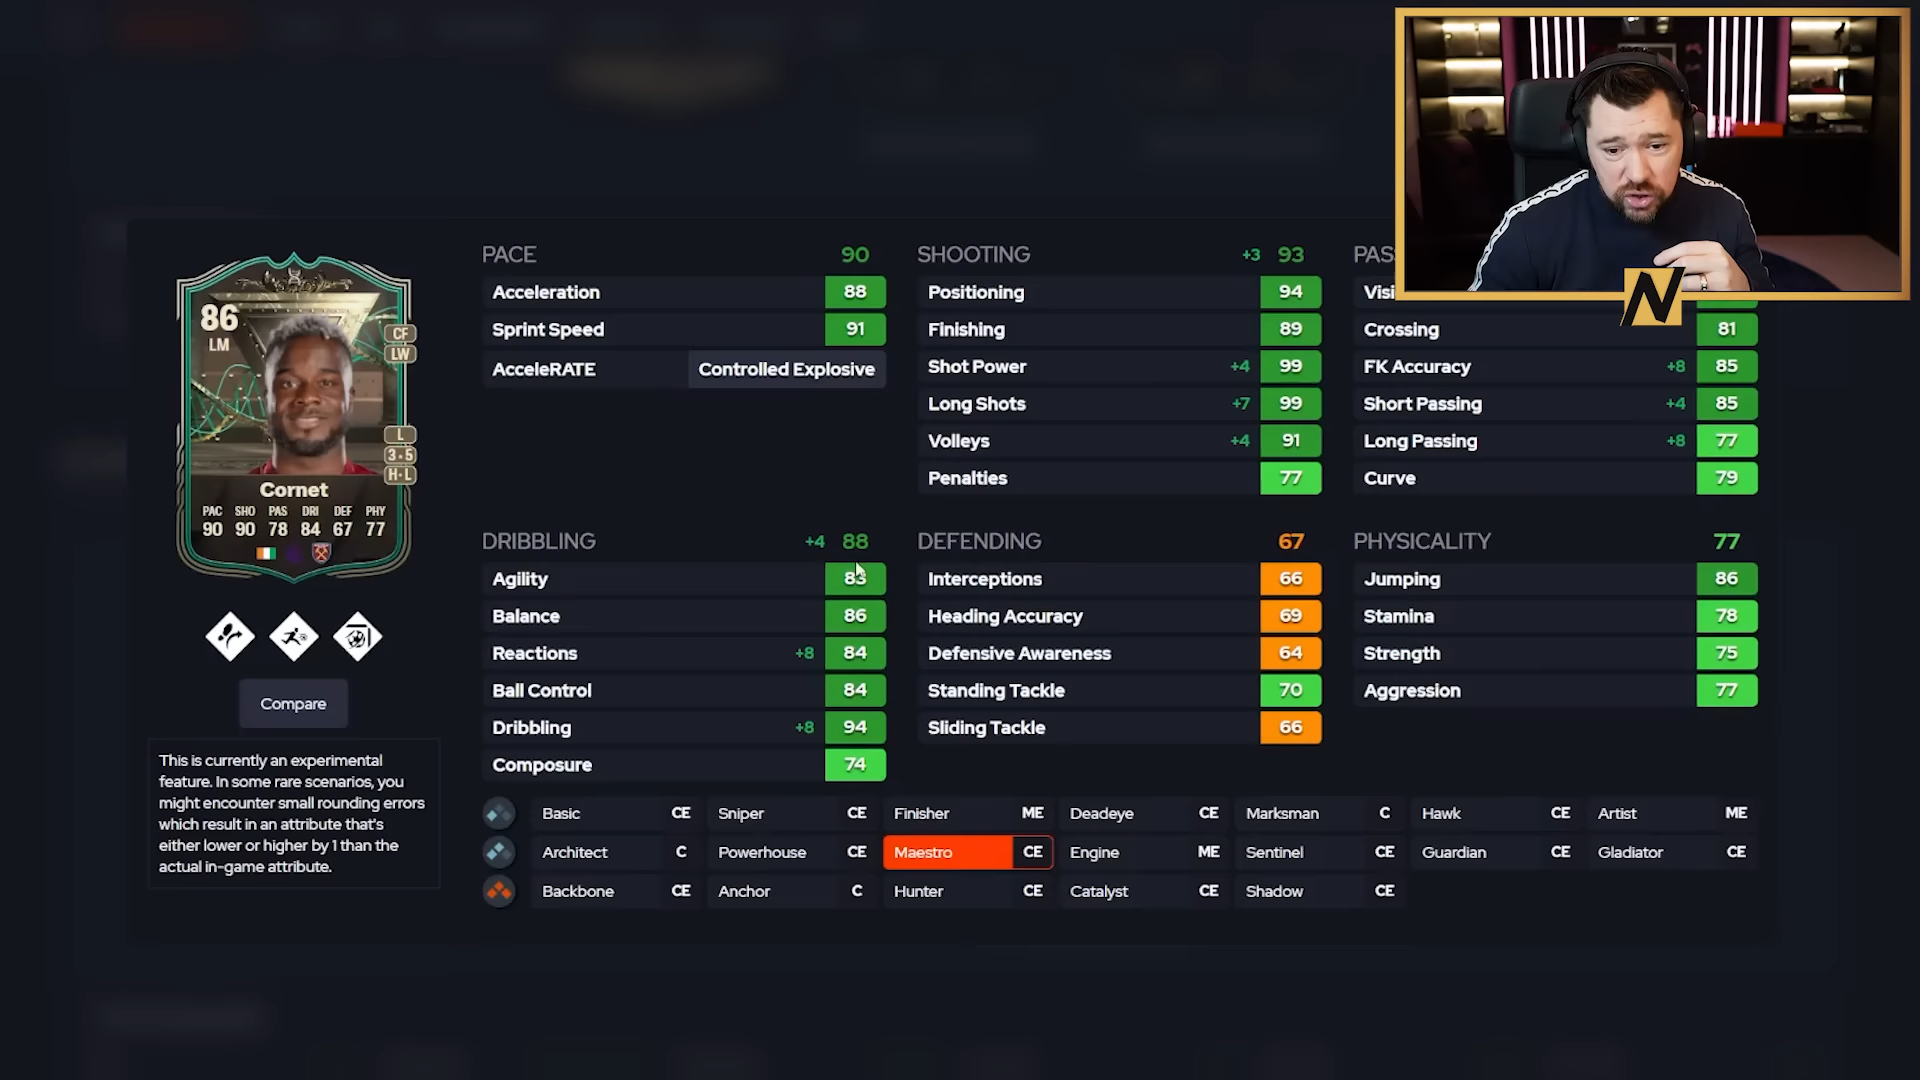 PACE 90
Acceleration 88
Sprint Speed 91
AcceleRATE Controlled Explosive
SHOOTING +3 93
Positioning 94
Finishing 89
Shot Power +4 99
Long Shots +7 99
Volleys +4 91
Penalties 77
PAS
Visi
Crossing 81
FK Accuracy +8 85
Short Passing +4 85
Long Passing +8 77
Curve 79
N
86
LM
CF
LW
L
3·5
H·L
Cornet
PAC SHO PAS DRI DEF PHY
90 90 78 84 67 77
Compare
This is currently an experimental
feature. In some rare scenarios, you
might encounter small rounding errors
which result in an attribute that's
either lower or higher by 1 than the
actual in-game attribute.
DRIBBLING +4 88
Agility 83
Balance 86
Reactions +8 84
Ball Control 84
Dribbling +8 94
Composure 74
DEFENDING 67
Interceptions 66
Heading Accuracy 69
Defensive Awareness 64
Standing Tackle 70
Sliding Tackle 66
PHYSICALITY 77
Jumping 86
Stamina 78
Strength 75
Aggression 77
Basic CE Sniper CE Finisher ME Deadeye CE Marksman C Hawk CE Artist ME
Architect C Powerhouse CE Maestro CE Engine ME Sentinel CE Guardian CE Gladiator CE
Backbone CE Anchor C Hunter CE Catalyst CE Shadow CE